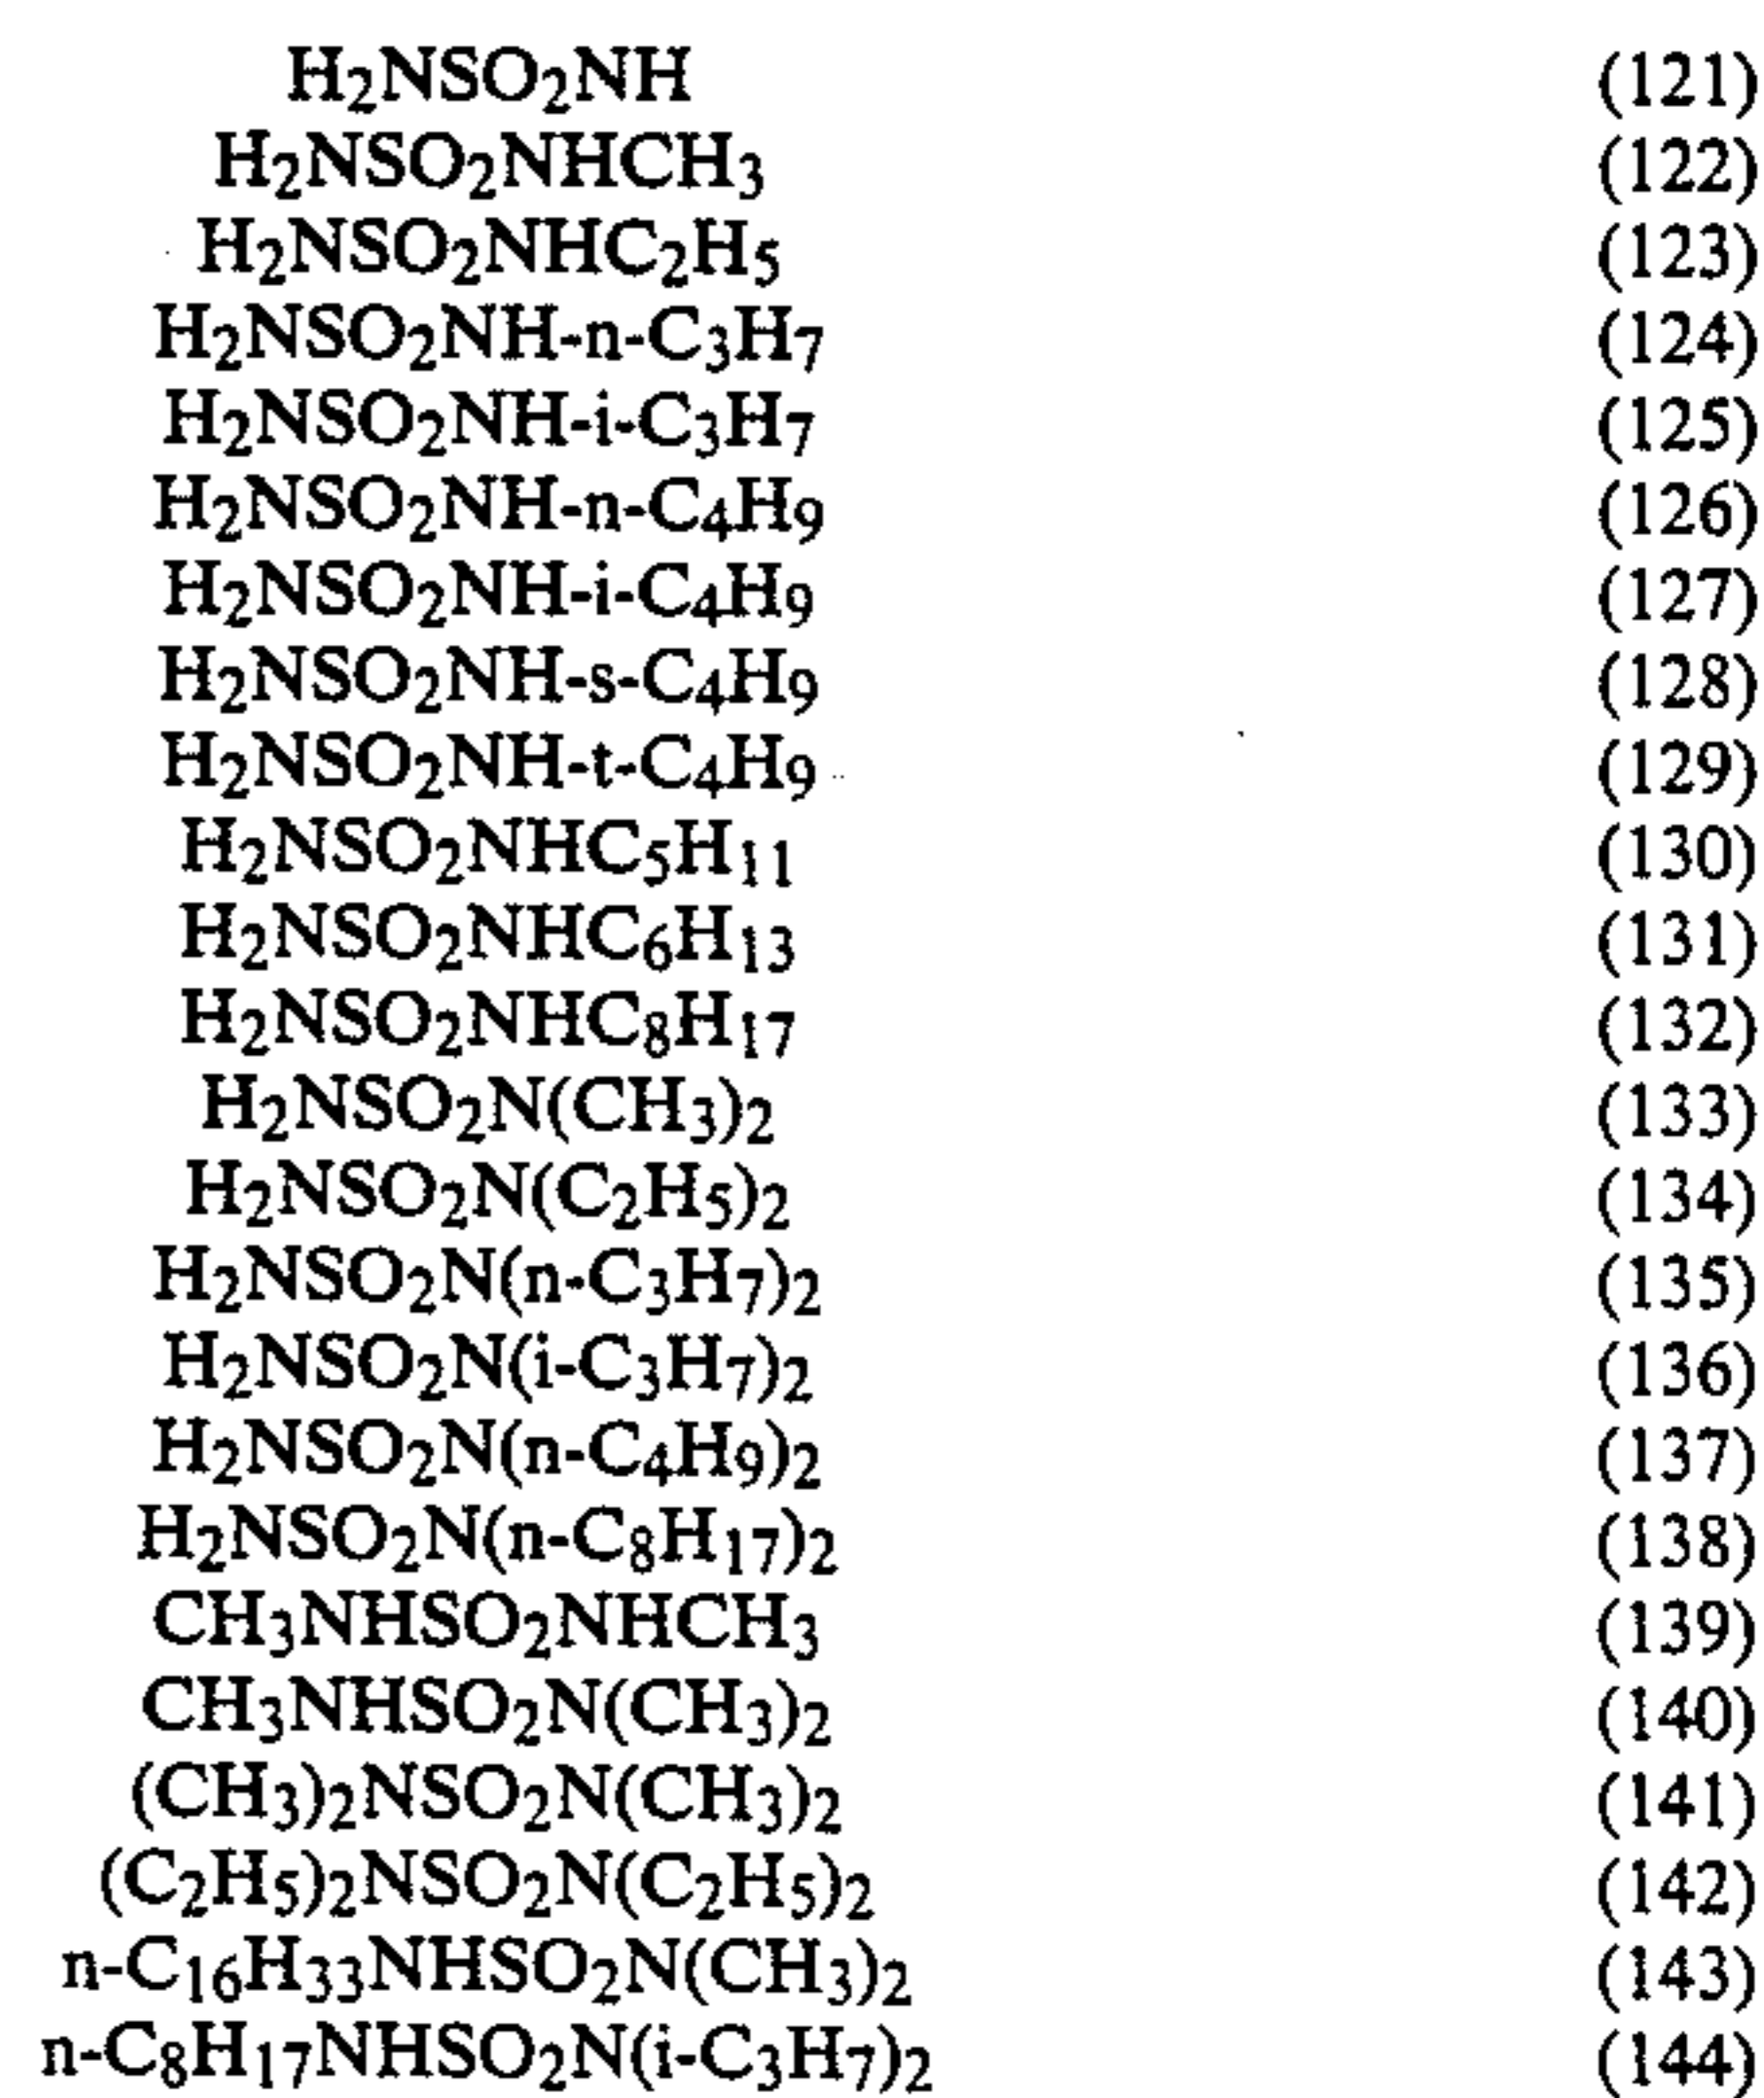 H₂NSO₂NH (121)
H₂NSO₂NHCH₃ (122)
H₂NSO₂NHC₂H₅ (123)
H₂NSO₂NH-n-C₃H₇ (124)
H₂NSO₂NH-i-C₃H₇ (125)
H₂NSO₂NH-n-C₄H₉ (126)
H₂NSO₂NH-i-C₄H₉ (127)
H₂NSO₂NH-s-C₄H₉ (128)
H₂NSO₂NH-t-C₄H₉ (129)
H₂NSO₂NHC₅H₁₁ (130)
H₂NSO₂NHC₆H₁₃ (131)
H₂NSO₂NHC₈H₁₇ (132)
H₂NSO₂N(CH₃)₂ (133)
H₂NSO₂N(C₂H₅)₂ (134)
H₂NSO₂N(n-C₃H₇)₂ (135)
H₂NSO₂N(i-C₃H₇)₂ (136)
H₂NSO₂N(n-C₄H₉)₂ (137)
H₂NSO₂N(n-C₈H₁₇)₂ (138)
CH₃NHSO₂NHCH₃ (139)
CH₃NHSO₂N(CH₃)₂ (140)
(CH₃)₂NSO₂N(CH₃)₂ (141)
(C₂H₅)₂NSO₂N(C₂H₅)₂ (142)
n-C₁₆H₃₃NHSO₂N(CH₃)₂ (143)
n-C₈H₁₇NHSO₂N(i-C₃H₇)₂ (144)